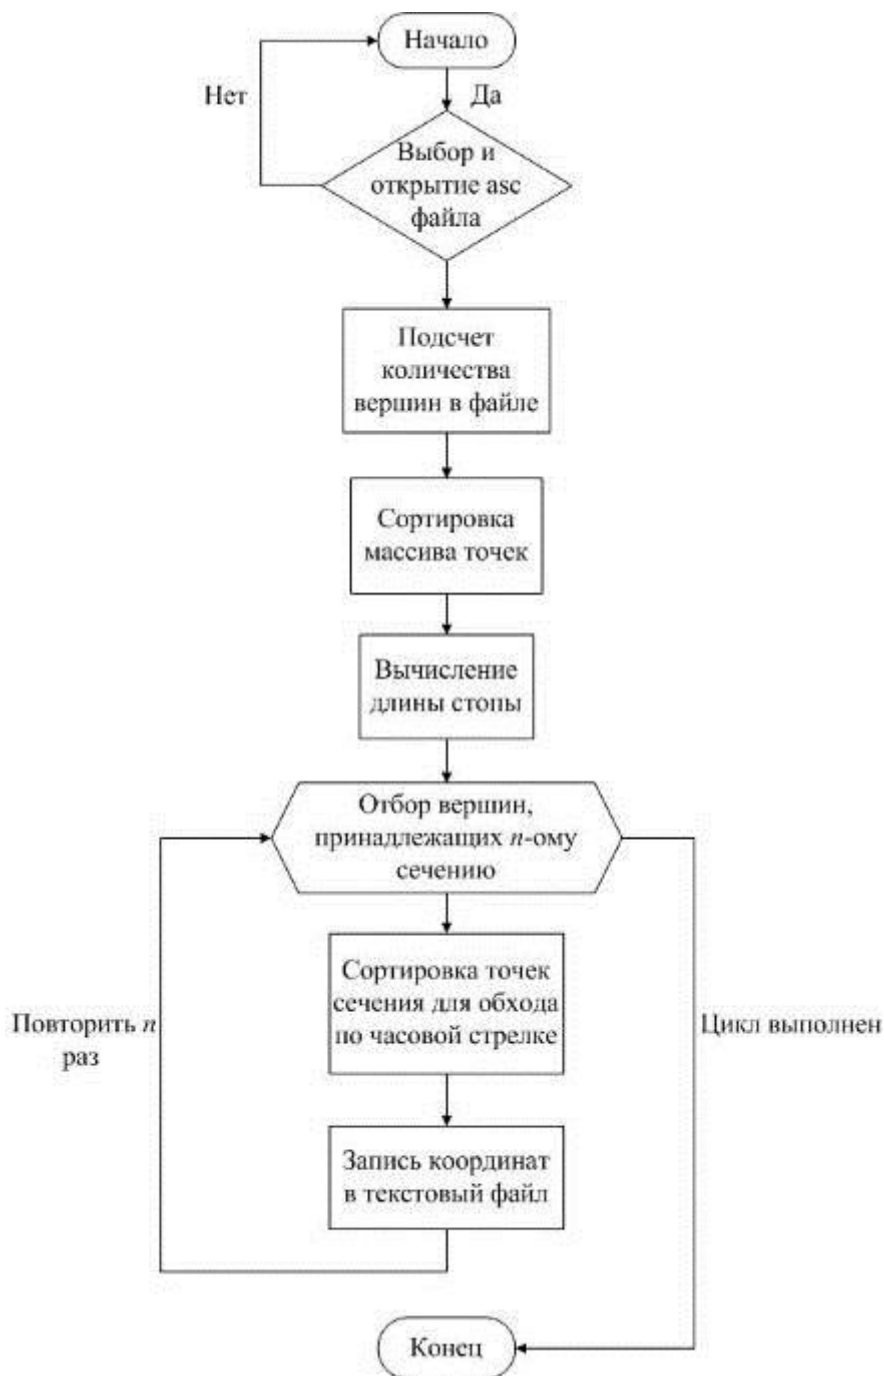 Начало
Нет
Да
Выбор и
открытие asc
файла
Подсчет
количества
вершин в файле
Сортировка
массива точек
Вычисление
длины стопы
Отбор вершин,
принадлежащих n-ому
сечению
Сортировка точек
сечения для обхода
по часовой стрелке
Повторить n
раз
Цикл выполнен
Запись координат
в текстовый файл
Конец